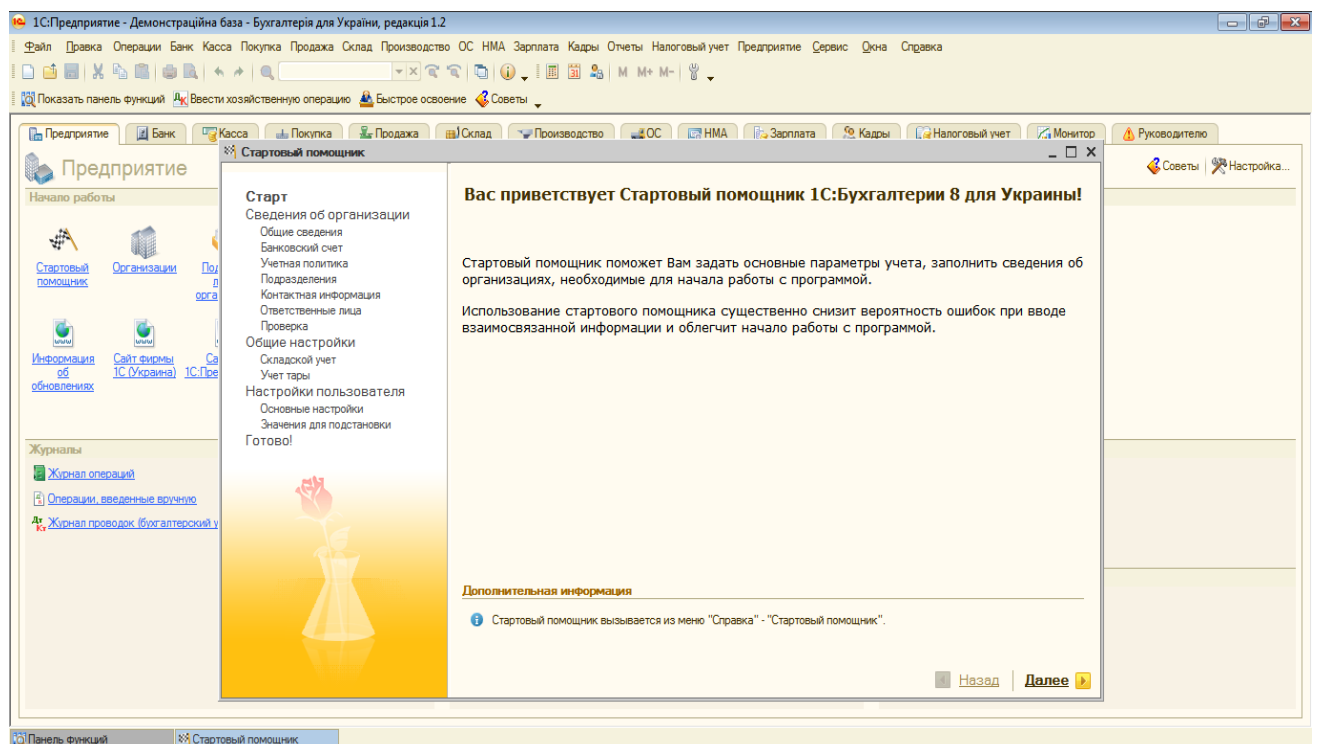 1С:Предприятие - Демонстраційна база - Бухгалтерія для України, редакція 1.2
Файл Правка Операции Банк Касса Покупка Продажа Склад Производство ОС НМА Зарплата Кадры Отчеты Налоговый учет Предприятие Сервис Окна Справка
M M+ M-
Показать панель функций Ввести хозяйственную операцию Быстрое освоение Советы
Предприятие Банк Касса Покупка Продажа Склад Производство ОС НМА Зарплата Кадры Налоговый учет Монитор Руководителю
Стартовый помощник
Предприятие
Советы Настройка...
Начало работы
Стартовый помощник
Организации
Информация об обновлениях
Сайт фирмы 1С (Украина)
Журналы
Журнал операций
Операции, введенные вручную
Журнал проводок (бухгалтерский у
Старт
Сведения об организации
Общие сведения
Банковский счет
Учетная политика
Подразделения
Контактная информация
Ответственные лица
Проверка
Общие настройки
Складской учет
Учет тары
Настройки пользователя
Основные настройки
Значения для подстановки
Готово!
Вас приветствует Стартовый помощник 1С:Бухгалтерии 8 для Украины!
Стартовый помощник поможет Вам задать основные параметры учета, заполнить сведения об
организациях, необходимые для начала работы с программой.
Использование стартового помощника существенно снизит вероятность ошибок при вводе
взаимосвязанной информации и облегчит начало работы с программой.
Дополнительная информация
Стартовый помощник вызывается из меню "Справка" - "Стартовый помощник".
Назад Далее
Панель функций Стартовый помощник